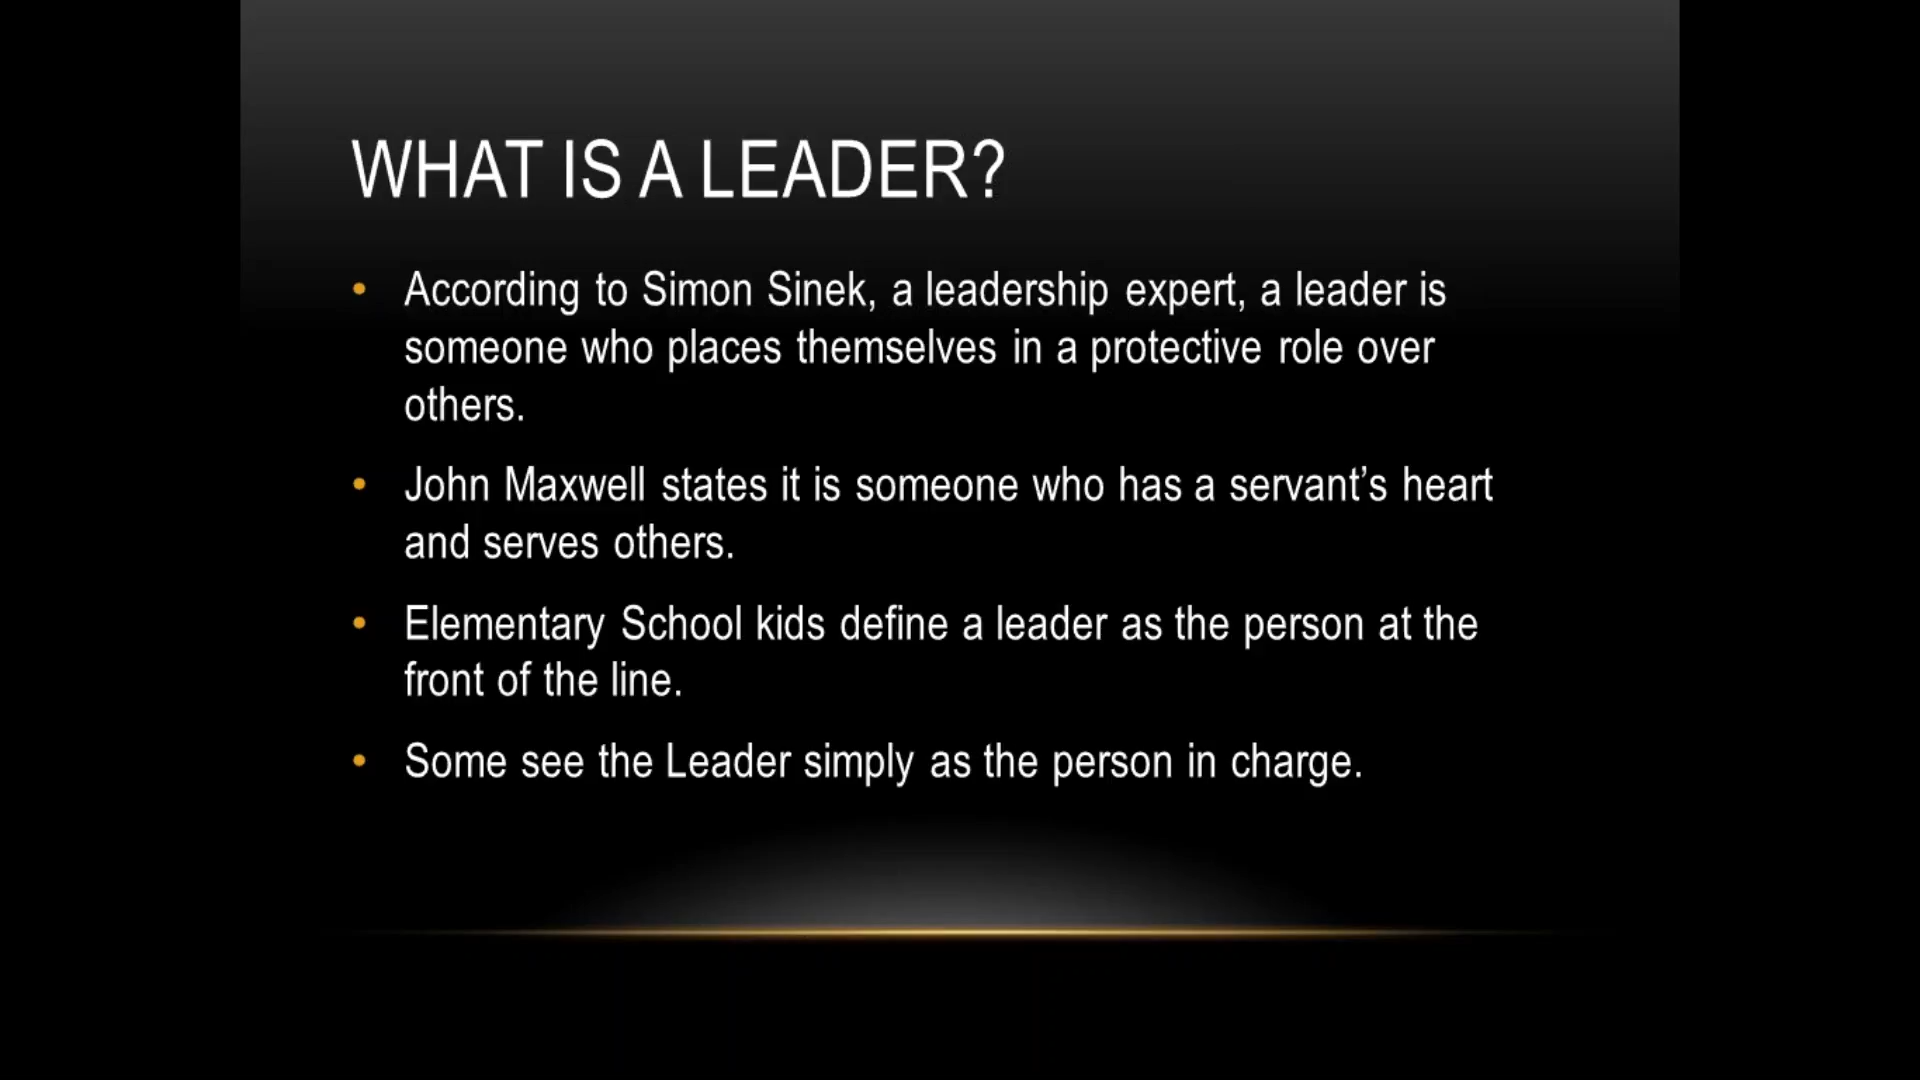 WHAT IS A LEADER?
• According to Simon Sinek, a leadership expert, a leader is
someone who places themselves in a protective role over
others.
• John Maxwell states it is someone who has a servant’s heart
and serves others.
• Elementary School kids define a leader as the person at the
front of the line.
• Some see the Leader simply as the person in charge.